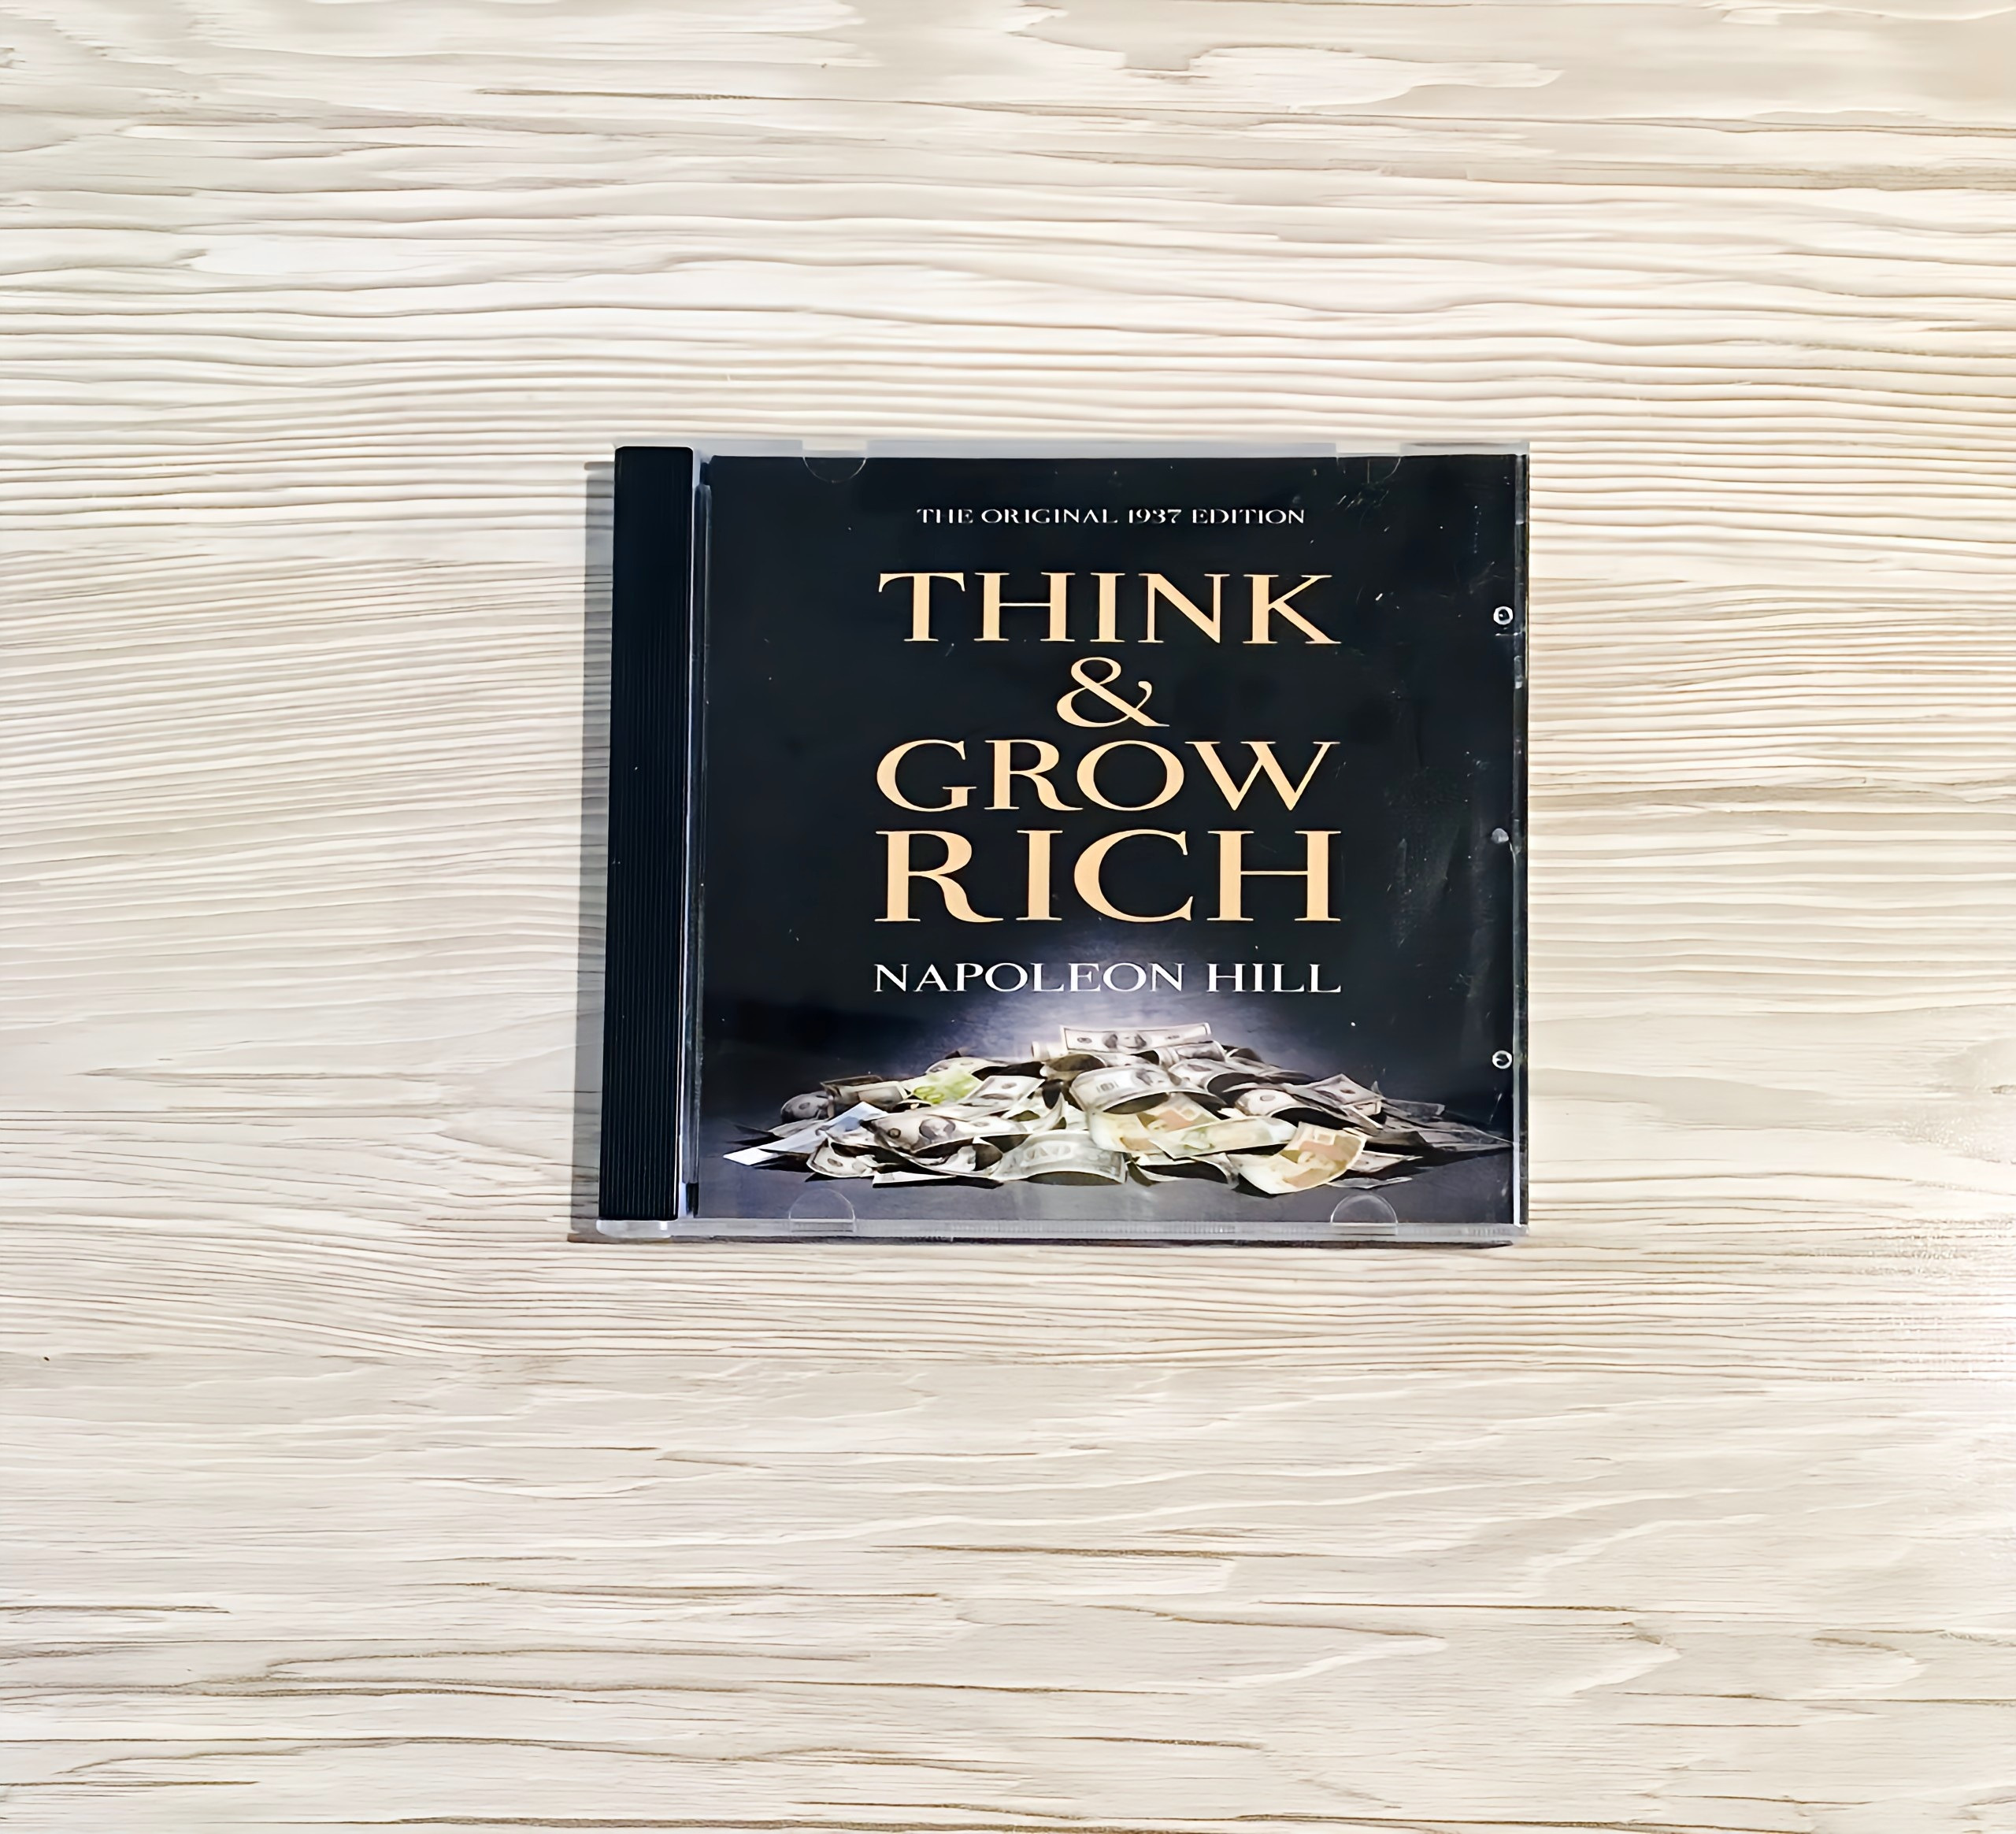 THE ORIGINAL 1937 EDITION
THINK
&
GROW
RICH
NAPOLEON HILL